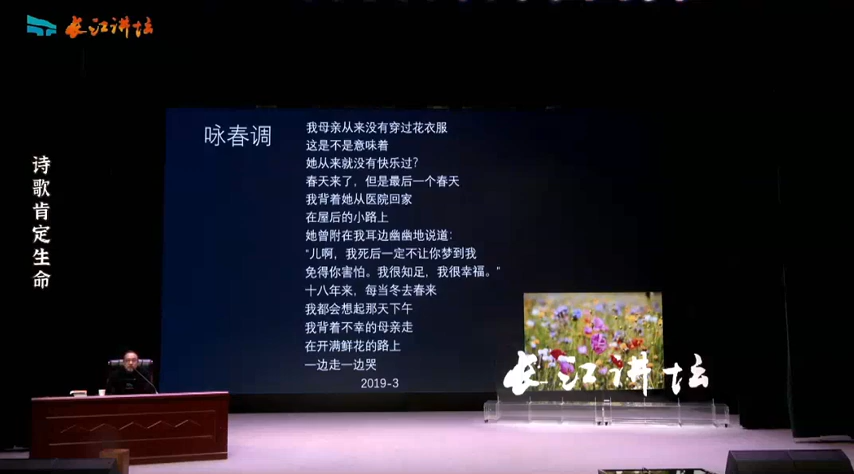 长江讲坛
诗歌肯定生命
咏春调
我母亲从来没有穿过花衣服
这是不是意味着
她从来就没有快乐过?
春天来了，但是最后一个春天
我背着她从医院回家
在屋后的小路上
她曾附在我耳边幽幽地说道:
“儿啊，我死后一定不让你梦到我
免得你害怕。我很知足，我很幸福。”
十八年来，每当冬去春来
我都会想起那天下午
我背着不幸的母亲走
在开满鲜花的路上
一边走一边哭
2019-3
长江讲坛